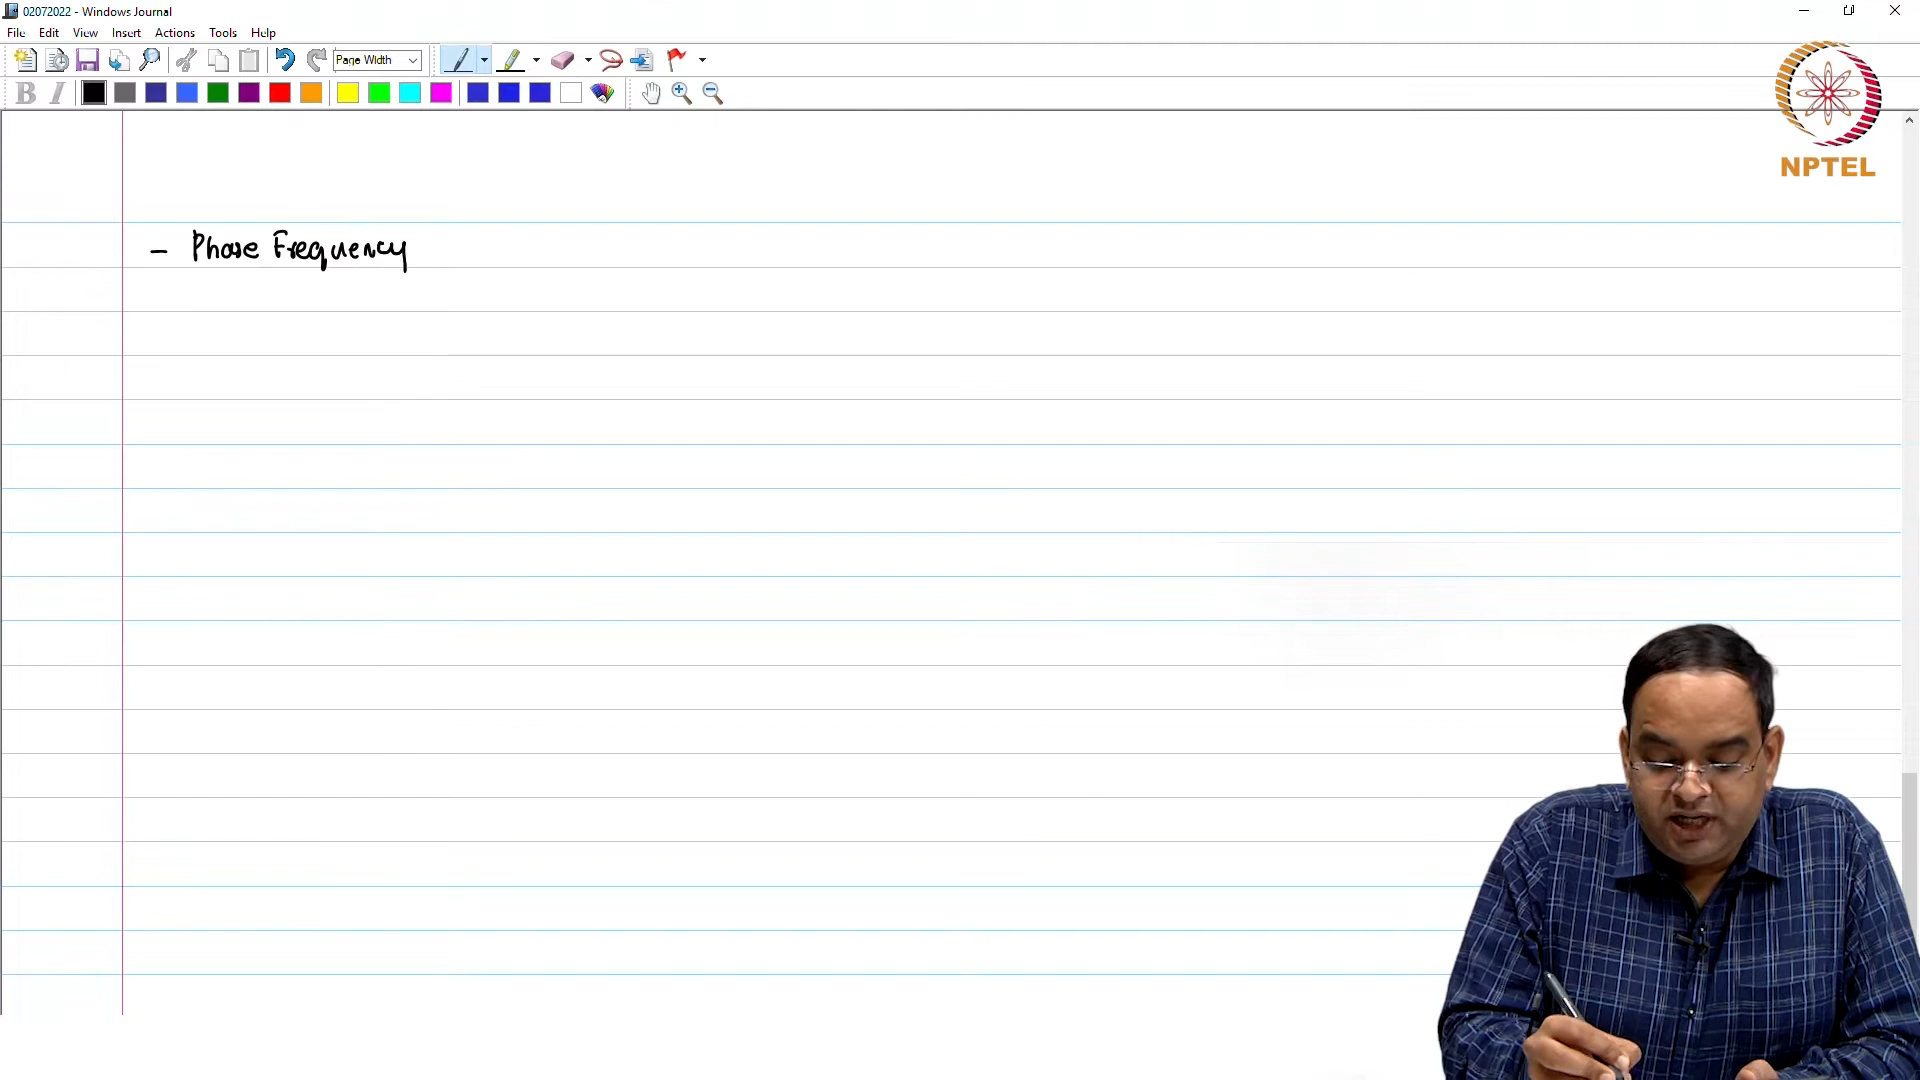 02072022 - Windows Journal
File Edit View Insert Actions Tools Help
Page Width
B I
NPTEL
- Phase Frequency